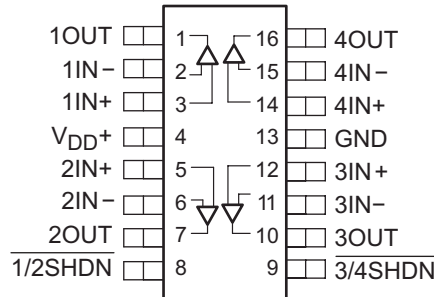 1OUT 1 16 4OUT
1IN− 2 15 4IN−
1IN+ 3 14 4IN+
VDD+ 4 13 GND
2IN+ 5 12 3IN+
2IN− 6 11 3IN−
2OUT 7 10 3OUT
1/2SHDN 8 9 3/4SHDN